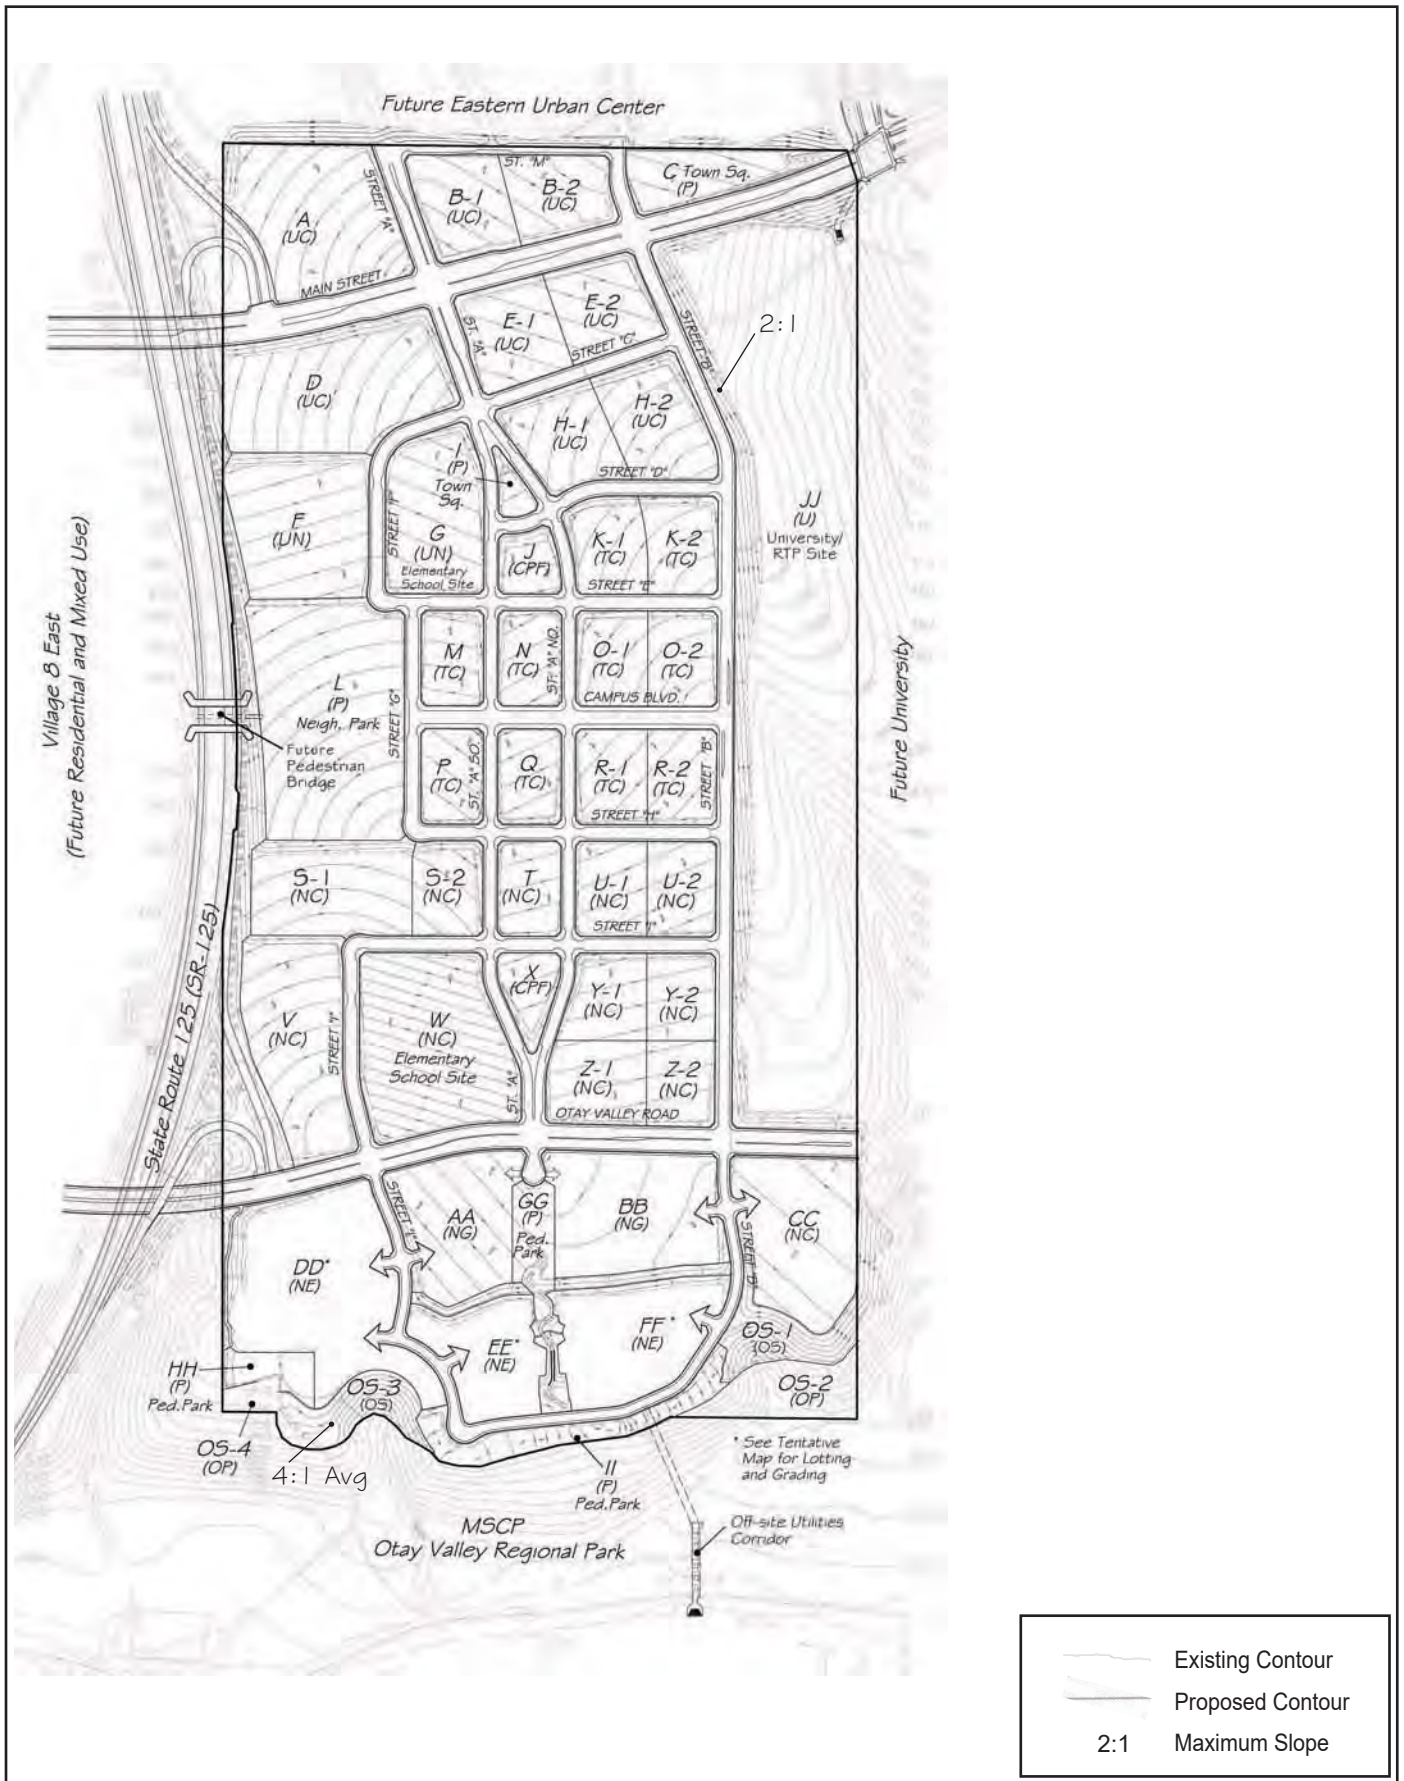 Future Eastern Urban Center
ST. "M"
C Town Sq.
(P)
STREET "A"
B-1
(UC)
B-2
(UC)
A
(UC)
MAIN STREET
E-2
(UC)
E-1
(UC)
ST. "A"
STREET "C"
STREET "B"
2:1
D
(UC)
H-2
(UC)
H-1
(UC)
STREET "D"
I
(P)
Town
Sq.
F
(UN)
STREET "F"
G
(UN)
Elementary
School Site
J
(CPF)
K-1
(TC)
K-2
(TC)
STREET "E"
JJ
(U)
University/
RTP Site
Village 8 East
(Future Residential and Mixed Use)
M
(TC)
N
(TC)
ST. "A" NO.
O-1
(TC)
O-2
(TC)
CAMPUS BLVD.
L
(P)
Neigh. Park
STREET "G"
Future University
Future
Pedestrian
Bridge
P
(TC)
ST. "A" SO.
Q
(TC)
R-1
(TC)
R-2
(TC)
STREET "B"
STREET "H"
S-1
(NC)
S-2
(NC)
T
(NC)
U-1
(NC)
U-2
(NC)
STREET "I"
State Route 125 (SR-125)
X
(CPF)
Y-1
(NC)
Y-2
(NC)
V
(NC)
STREET "I"
W
(NC)
Elementary
School Site
ST. "A"
Z-1
(NC)
Z-2
(NC)
OTAY VALLEY ROAD
STREET "L"
AA
(NG)
GG
(P)
Ped.
Park
BB
(NG)
CC
(NC)
STREET "B"
DD*
(NE)
EE*
(NE)
FF*
(NE)
OS-1
(OS)
HH
(P)
Ped.Park
OS-3
(OS)
OS-2
(OP)
OS-4
(OP)
4:1 Avg
II
(P)
Ped.Park
* See Tentative
Map for Lotting
and Grading
MSCP
Otay Valley Regional Park
Off-site Utilities
Corridor
Existing Contour
Proposed Contour
2:1 Maximum Slope